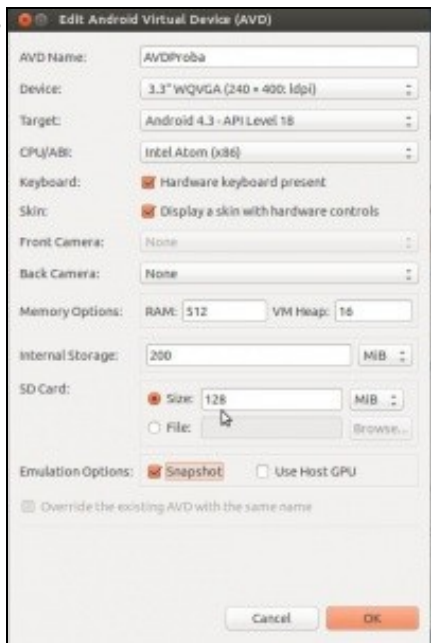 Edit Android Virtual Device (AVD)
AVD Name: AVDProba
Device: 3.3" WQVGA (240 × 400: ldpi)
Target: Android 4.3 - API Level 18
CPU/ABI: Intel Atom (x86)
Keyboard: Hardware keyboard present
Skin: Display a skin with hardware controls
Front Camera: None
Back Camera: None
Memory Options: RAM: 512 VM Heap: 16
Internal Storage: 200 MiB
SD Card:
Size: 128 MiB
File: Browse...
Emulation Options: Snapshot Use Host GPU
Override the existing AVD with the same name
Cancel OK